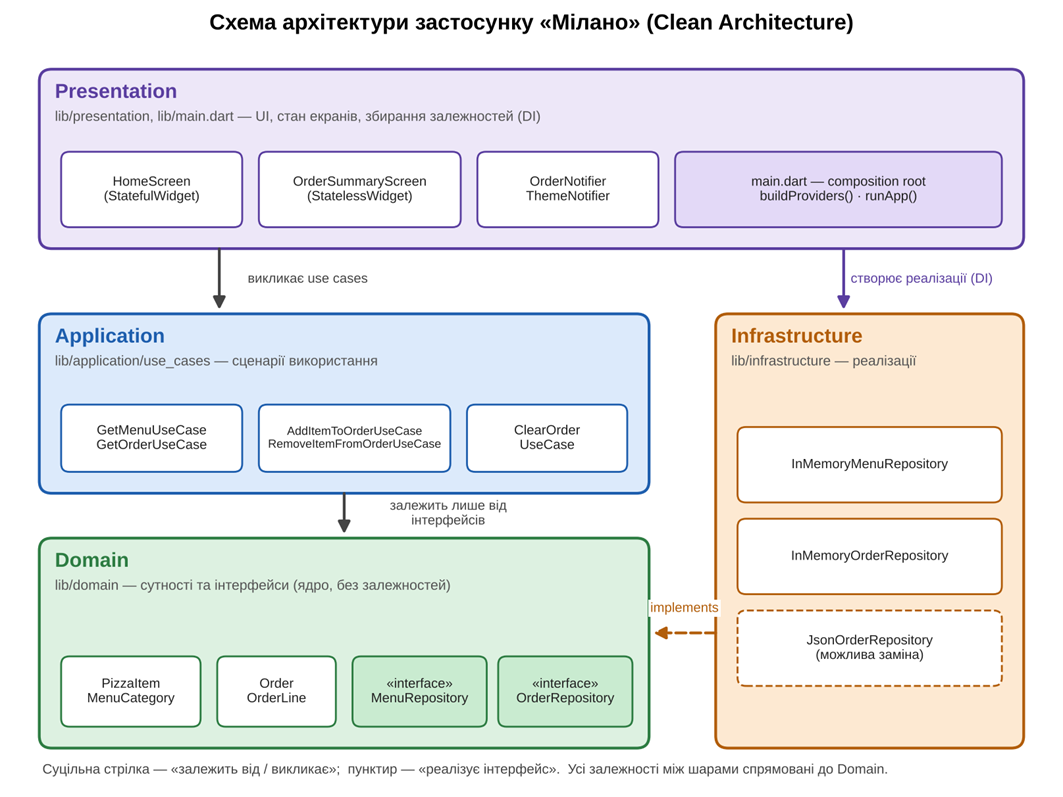 Схема архітектури застосунку «Мілано» (Clean Architecture)
Presentation
lib/presentation, lib/main.dart — UI, стан екранів, збирання залежностей (DI)
HomeScreen
(StatefulWidget)
OrderSummaryScreen
(StatelessWidget)
OrderNotifier
ThemeNotifier
main.dart — composition root
buildProviders() · runApp()
викликає use cases
створює реалізації (DI)
Application
lib/application/use_cases — сценарії використання
GetMenuUseCase
GetOrderUseCase
AddItemToOrderUseCase
RemoveItemFromOrderUseCase
ClearOrder
UseCase
Infrastructure
lib/infrastructure — реалізації
InMemoryMenuRepository
InMemoryOrderRepository
JsonOrderRepository
(можлива заміна)
залежить лише від
інтерфейсів
Domain
lib/domain — сутності та інтерфейси (ядро, без залежностей)
implements
PizzaItem
MenuCategory
Order
OrderLine
«interface»
MenuRepository
«interface»
OrderRepository
Суцільна стрілка — «залежить від / викликає»;  пунктир — «реалізує інтерфейс».  Усі залежності між шарами спрямовані до Domain.